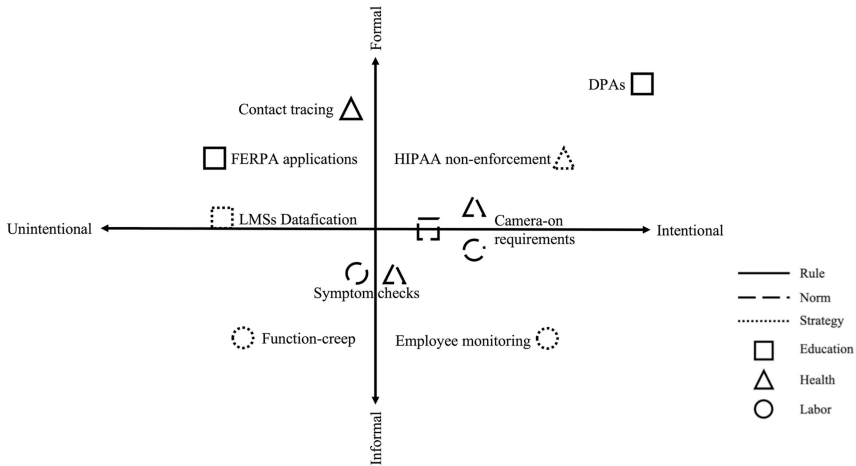 Formal
DPAs
Contact tracing
FERPA applications
HIPAA non-enforcement
LMSs Datafication
Camera-on
requirements
Unintentional
Intentional
Symptom checks
Function-creep
Employee monitoring
Informal
Rule
Norm
Strategy
Education
Health
Labor